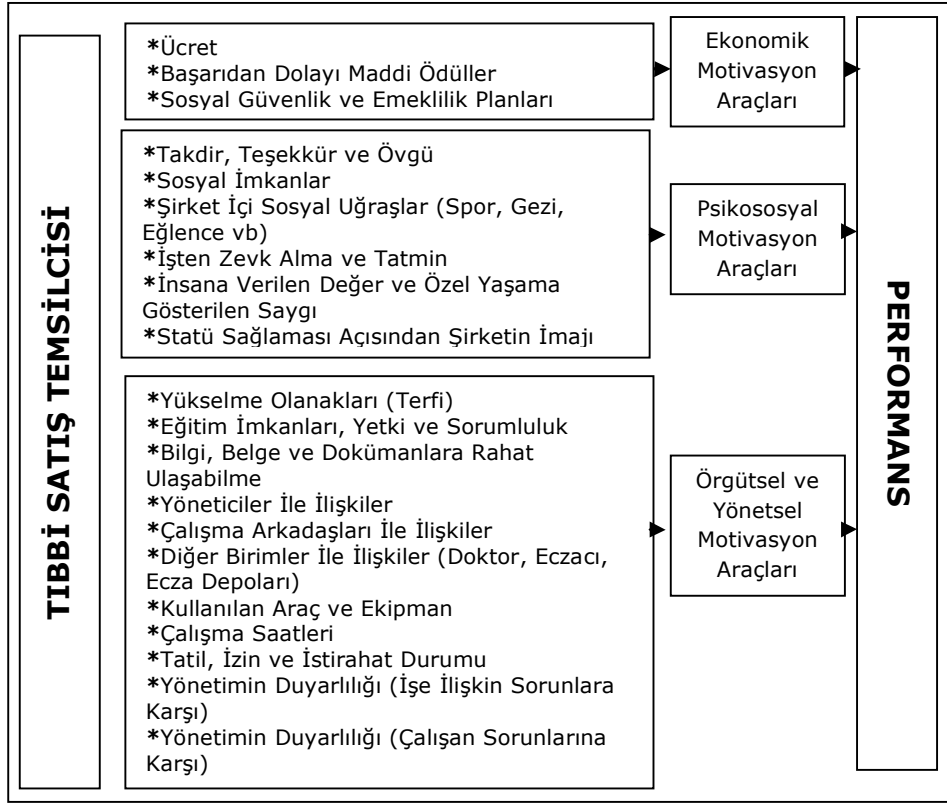 TIBBİ SATIŞ TEMSİLCİSİ
*Ücret
*Başarıdan Dolayı Maddi Ödüller
*Sosyal Güvenlik ve Emeklilik Planları
Ekonomik
Motivasyon
Araçları
*Takdir, Teşekkür ve Övgü
*Sosyal İmkanlar
*Şirket İçi Sosyal Uğraşlar (Spor, Gezi,
Eğlence vb)
*İşten Zevk Alma ve Tatmin
*İnsana Verilen Değer ve Özel Yaşama
Gösterilen Saygı
*Statü Sağlaması Açısından Şirketin İmajı
Psikososyal
Motivasyon
Araçları
*Yükselme Olanakları (Terfi)
*Eğitim İmkanları, Yetki ve Sorumluluk
*Bilgi, Belge ve Dokümanlara Rahat
Ulaşabilme
*Yöneticiler İle İlişkiler
*Çalışma Arkadaşları İle İlişkiler
*Diğer Birimler İle İlişkiler (Doktor, Eczacı,
Ecza Depoları)
*Kullanılan Araç ve Ekipman
*Çalışma Saatleri
*Tatil, İzin ve İstirahat Durumu
*Yönetimin Duyarlılığı (İşe İlişkin Sorunlara
Karşı)
*Yönetimin Duyarlılığı (Çalışan Sorunlarına
Karşı)
Örgütsel ve
Yönetsel
Motivasyon
Araçları
PERFORMANS